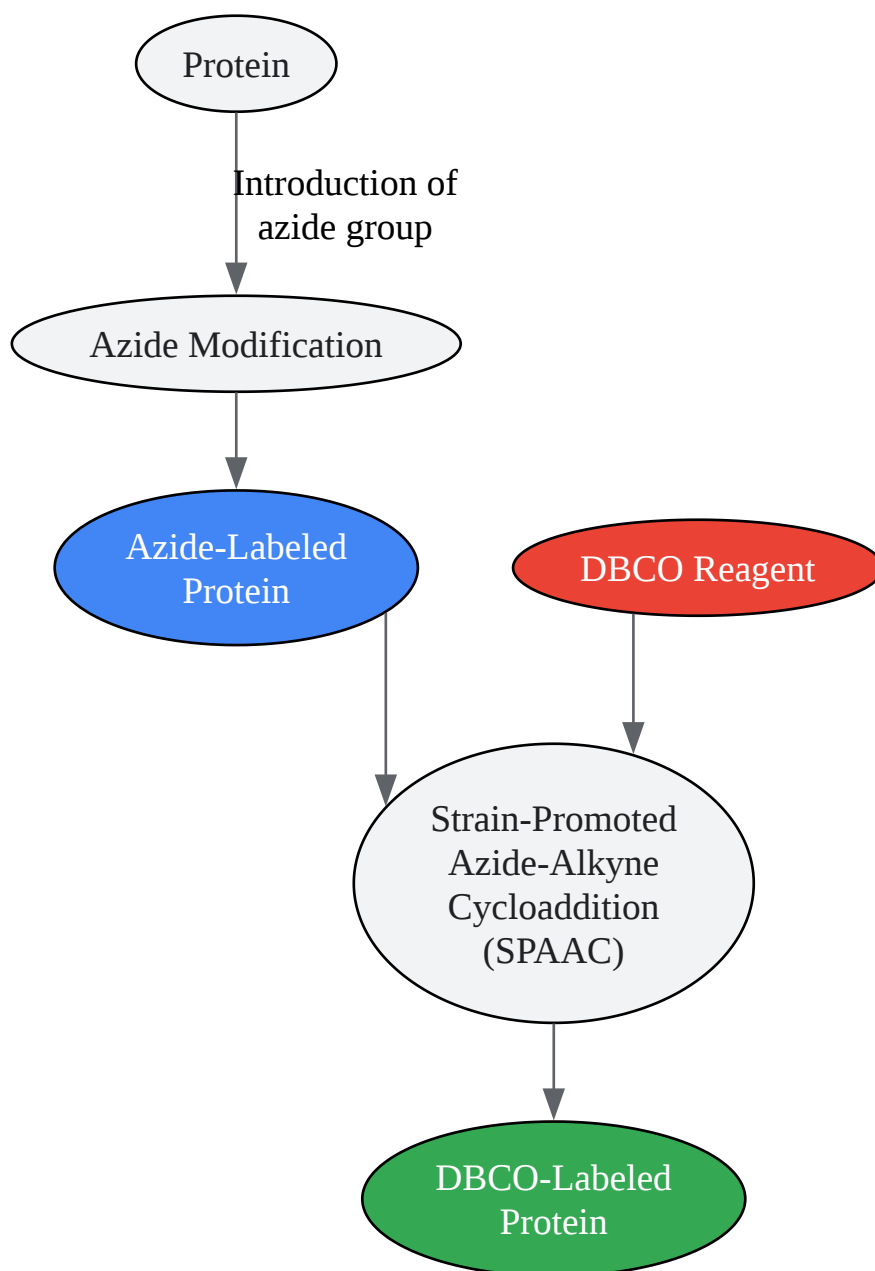 Protein
Introduction of
azide group
Azide Modification
Azide-Labeled
Protein
DBCO Reagent
Strain-Promoted
Azide-Alkyne
Cycloaddition
(SPAAC)
DBCO-Labeled
Protein